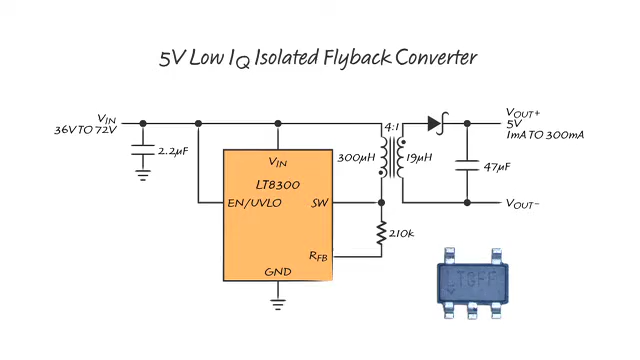 5V Low IQ Isolated Flyback Converter
VIN
36V TO 72V
2.2µF
VIN
LT8300
EN/UVLO
SW
RFB
GND
4:1
300µH
19µH
210k
VOUT+
5V
1mA TO 300mA
47µF
VOUT−
LTGFF